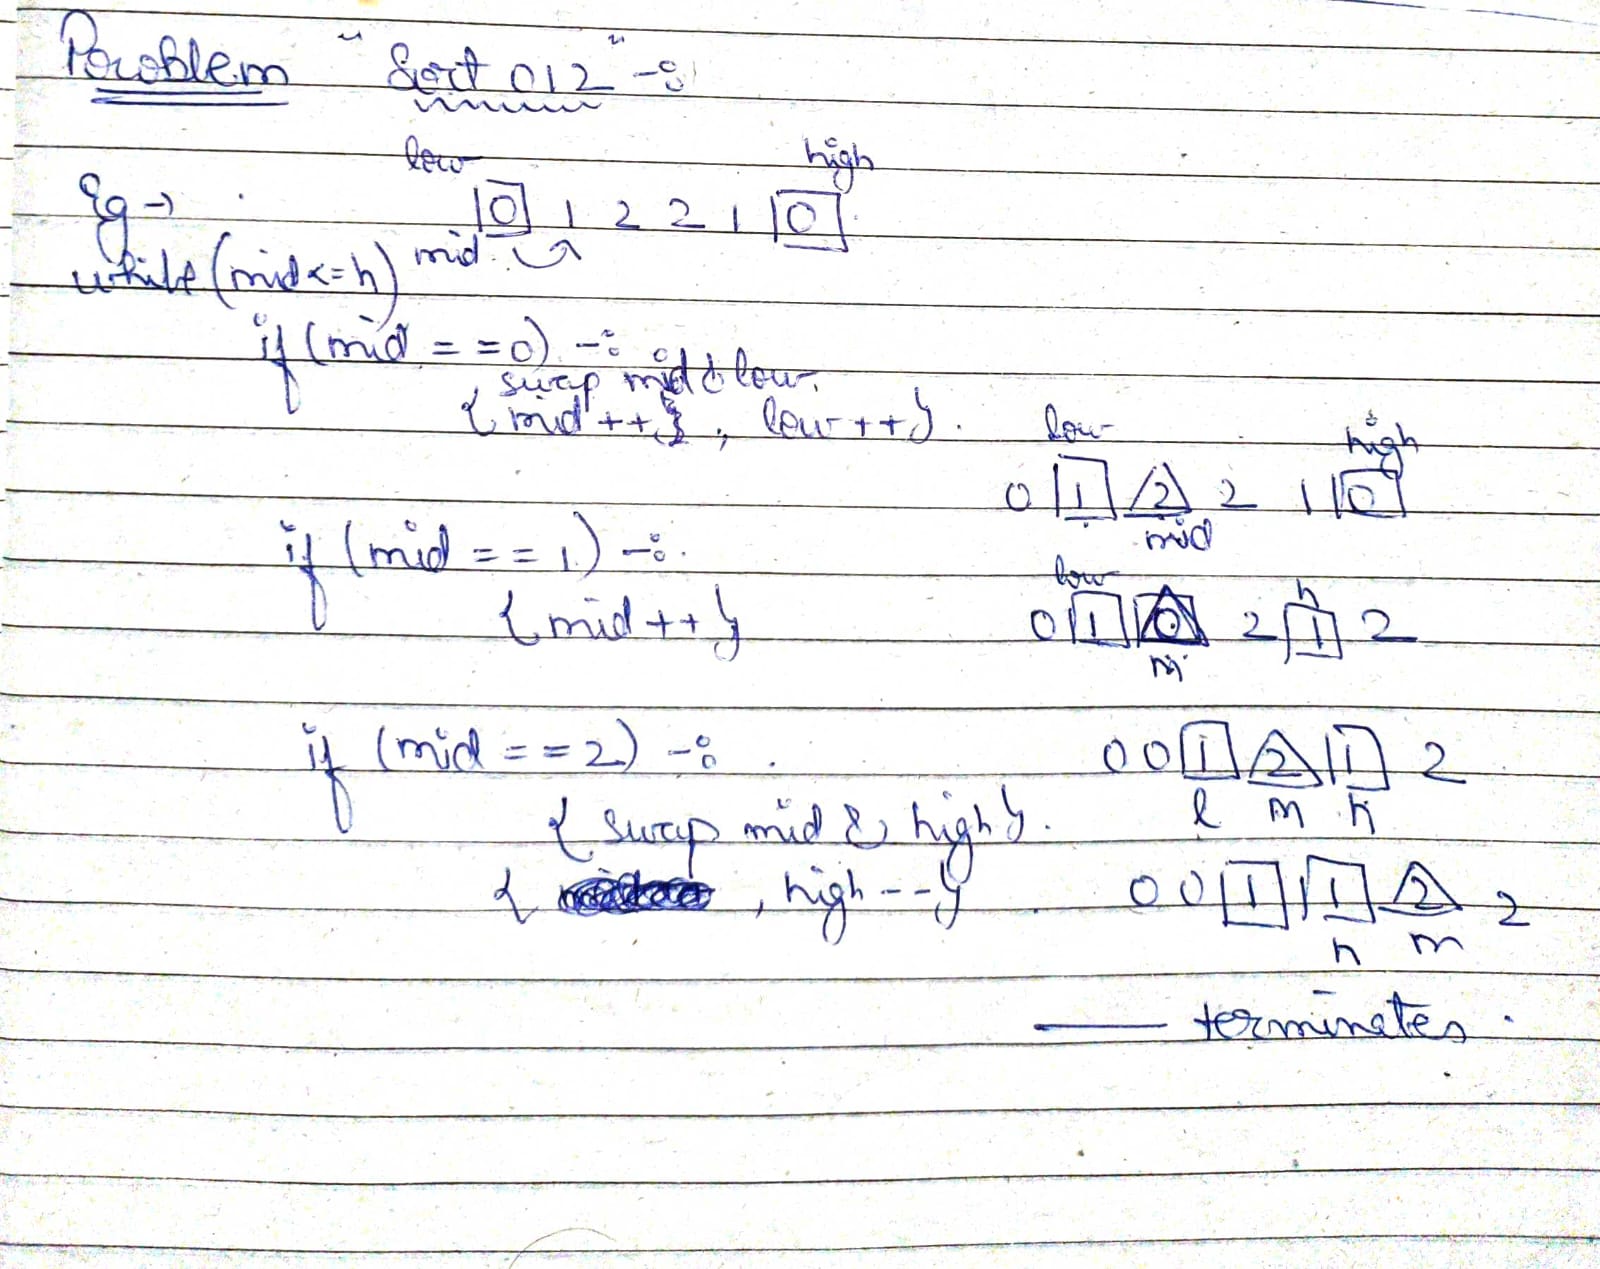 Problem "Sort 012" -:
low high
Eg → 0 1 2 2 1 0
mid
while (mid <= h)
if (mid == 0) -:
swap mid & low.
{ mid++ } , low++ } .
low high
0 1 2 2 1 0
mid
if (mid == 1) -:
low h
{ mid++ } 0 1 0 2 1 2
m
if (mid == 2) -: 0 0 1 2 1 2
l m h
{ swap mid & high } .
{ , high -- } 0 0 1 1 2 2
h m
—— terminates .